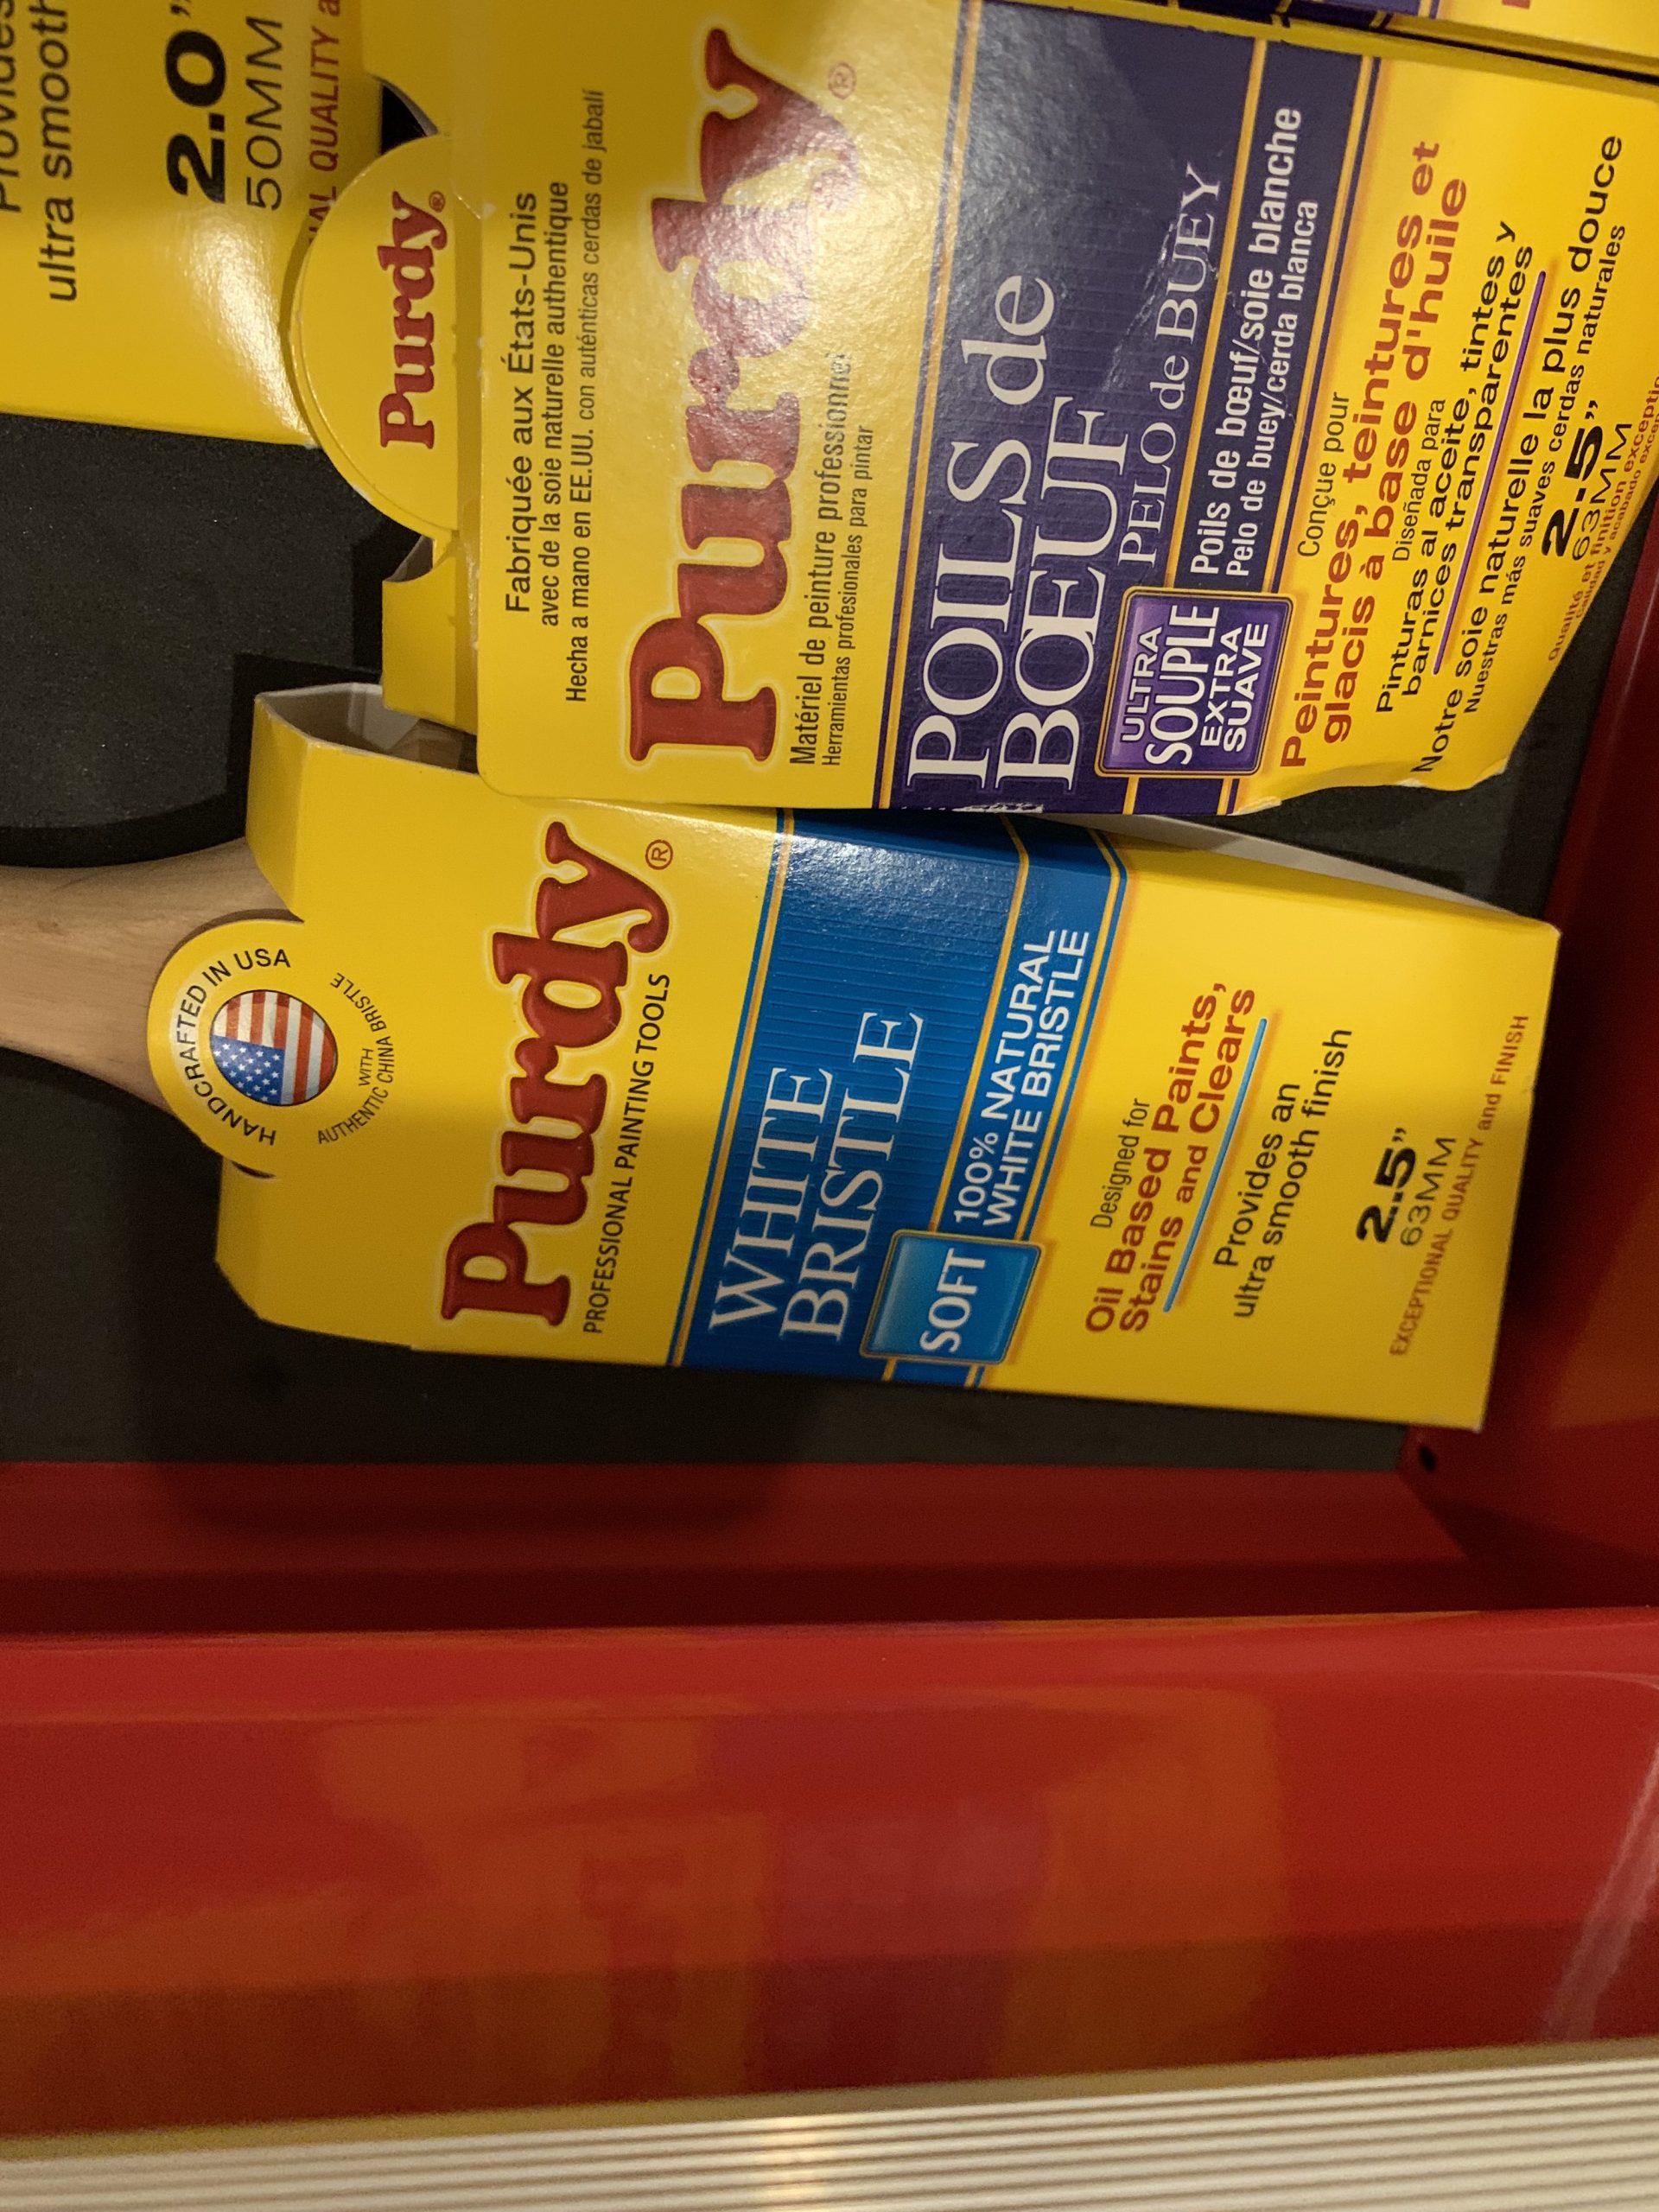 ultra smooth
2.0”
50MM
QUALITY
Purdy®
Fabriquée aux États-Unis
avec de la soie naturelle authentique
Hecha a mano en EE.UU. con auténticas cerdas de jabalí
Purdy®
Matériel de peinture professionnel
Herramientas profesionales para pintar
POILS de
BŒUF
PELO de BUEY
ULTRA
SOUPLE
EXTRA
SUAVE
Poils de bœuf/soie blanche
Pelo de buey/cerda blanca
Conçue pour
Peintures, teintures et
glacis à base d'huile
Diseñada para
Pinturas al aceite, tintes y
barnices transparentes
Notre soie naturelle la plus douce
Nuestras más suaves cerdas naturales
2.5”
63MM
Qualité et finition
Calidad y acabado
HANDCRAFTED IN USA
WITH
AUTHENTIC CHINA BRISTLE
Purdy®
PROFESSIONAL PAINTING TOOLS
WHITE
BRISTLE
SOFT
100% NATURAL
WHITE BRISTLE
Designed for
Oil Based Paints,
Stains and Clears
Provides an
ultra smooth finish
2.5”
63MM
EXCEPTIONAL QUALITY and FINISH